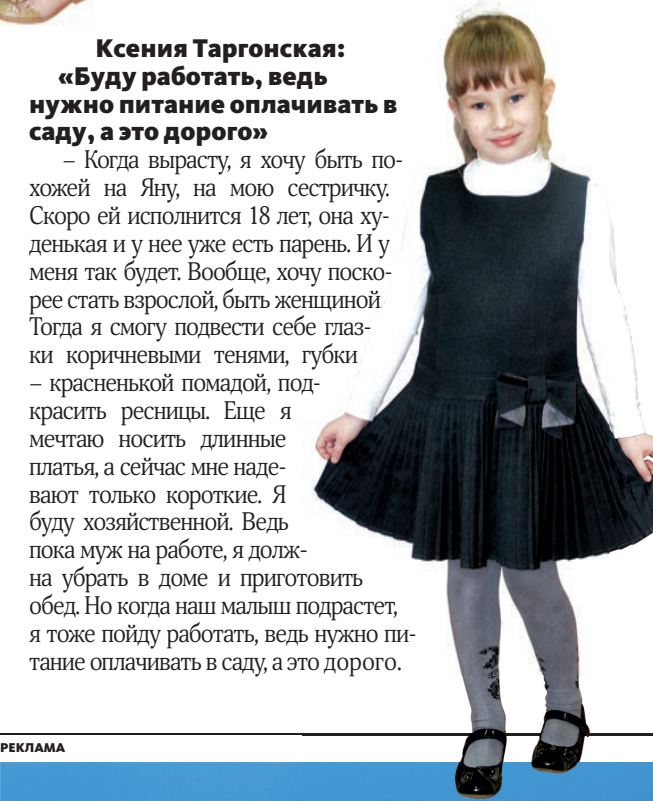 Ксения Таргонская:
«Буду работать, ведь
нужно питание оплачивать в
саду, а это дорого»
– Когда вырасту, я хочу быть по-
хожей на Яну, на мою сестричку.
Скоро ей исполнится 18 лет, она ху-
денькая и у нее уже есть парень. И у
меня так будет. Вообще, хочу поско-
рее стать взрослой, быть женщиной
Тогда я смогу подвести себе глаз-
ки коричневыми тенями, губки
– красненькой помадой, под-
красить ресницы. Еще я
мечтаю носить длинные
платья, а сейчас мне наде-
вают только короткие. Я
буду хозяйственной. Ведь
пока муж на работе, я долж-
на убрать в доме и приготовить
обед. Но когда наш малыш подрастет,
я тоже пойду работать, ведь нужно пи-
тание оплачивать в саду, а это дорого.
РЕКЛАМА